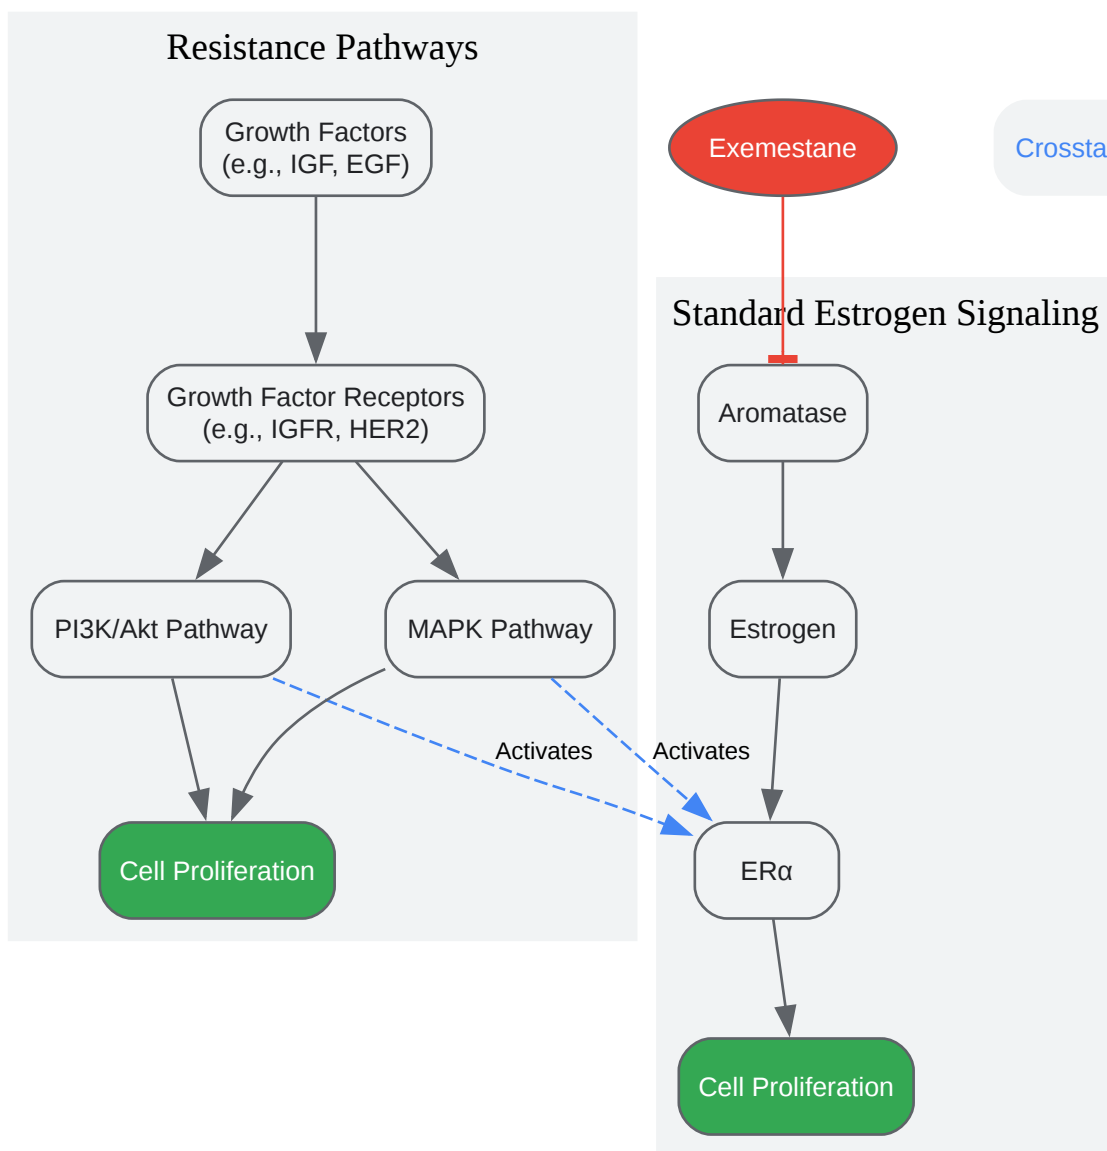 Resistance Pathways
Growth Factors
(e.g., IGF, EGF)
Exemestane
Crossta
Standard Estrogen Signaling
Growth Factor Receptors
(e.g., IGFR, HER2)
Aromatase
PI3K/Akt Pathway
MAPK Pathway
Estrogen
Activates
Activates
Cell Proliferation
ERα
Cell Proliferation